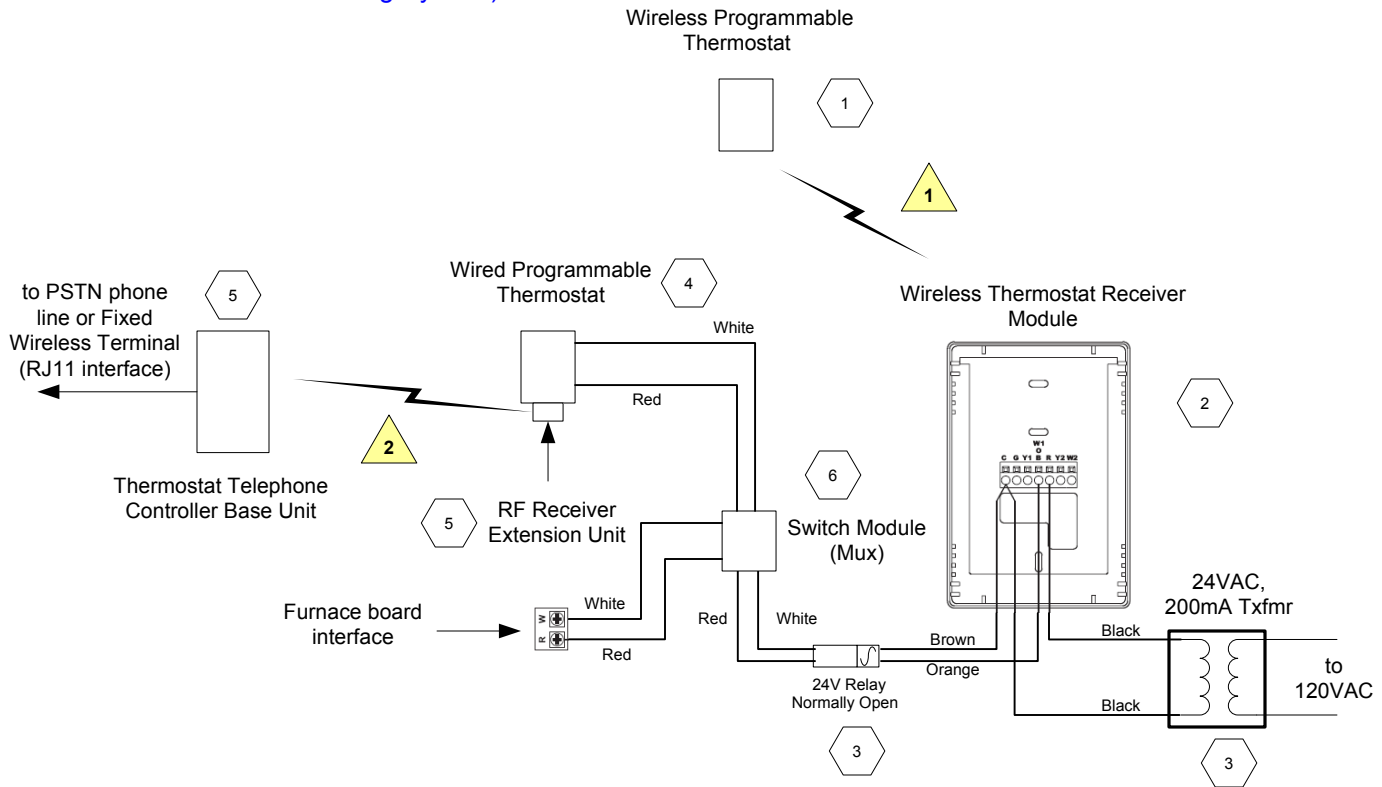 Wireless Programmable
Thermostat
1
1
to PSTN phone
line or Fixed
Wireless Terminal
(RJ11 interface)
5
Thermostat Telephone
Controller Base Unit
2
Wired Programmable
Thermostat
4
White
Red
5
RF Receiver
Extension Unit
6
Switch Module
(Mux)
Wireless Thermostat Receiver
Module
2
W1
O
C G Y1 B R Y2 W2
Furnace board
interface
W
R
White
Red
Red
White
Brown
Orange
24V Relay
Normally Open
3
24VAC,
200mA Txfmr
Black
Black
to
120VAC
3